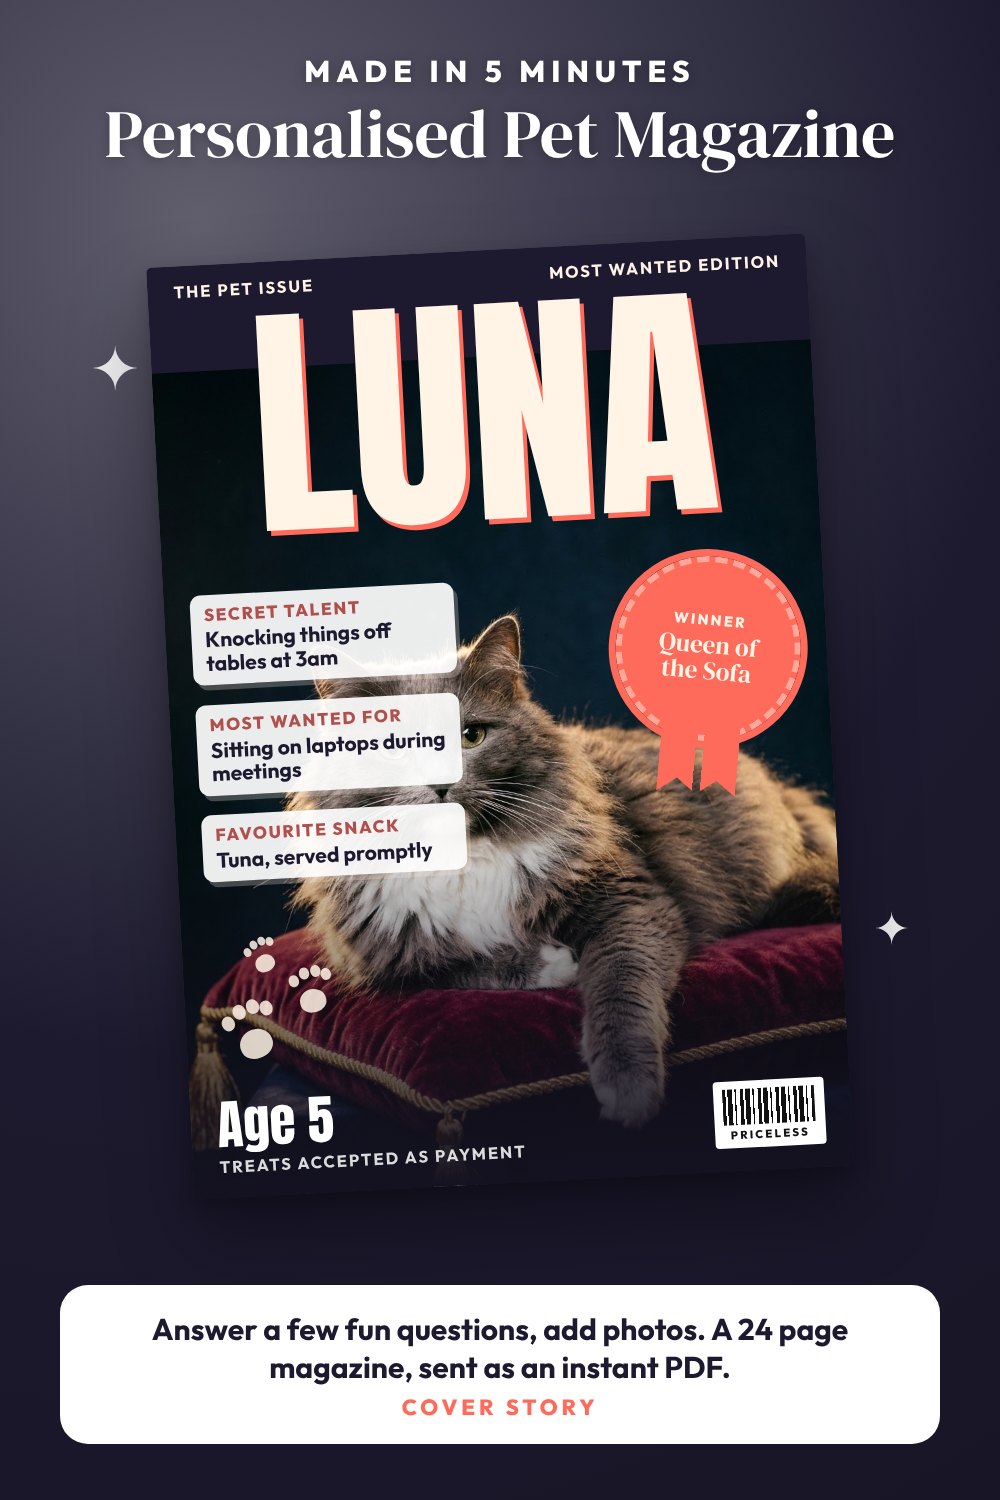 MADE IN 5 MINUTES
Personalised Pet Magazine
THE PET ISSUE
MOST WANTED EDITION
LUNA
SECRET TALENT
Knocking things off
tables at 3am
WINNER
Queen of
the Sofa
MOST WANTED FOR
Sitting on laptops during
meetings
FAVOURITE SNACK
Tuna, served promptly
Age 5
TREATS ACCEPTED AS PAYMENT
PRICELESS
Answer a few fun questions, add photos. A 24 page
magazine, sent as an instant PDF.
COVER STORY